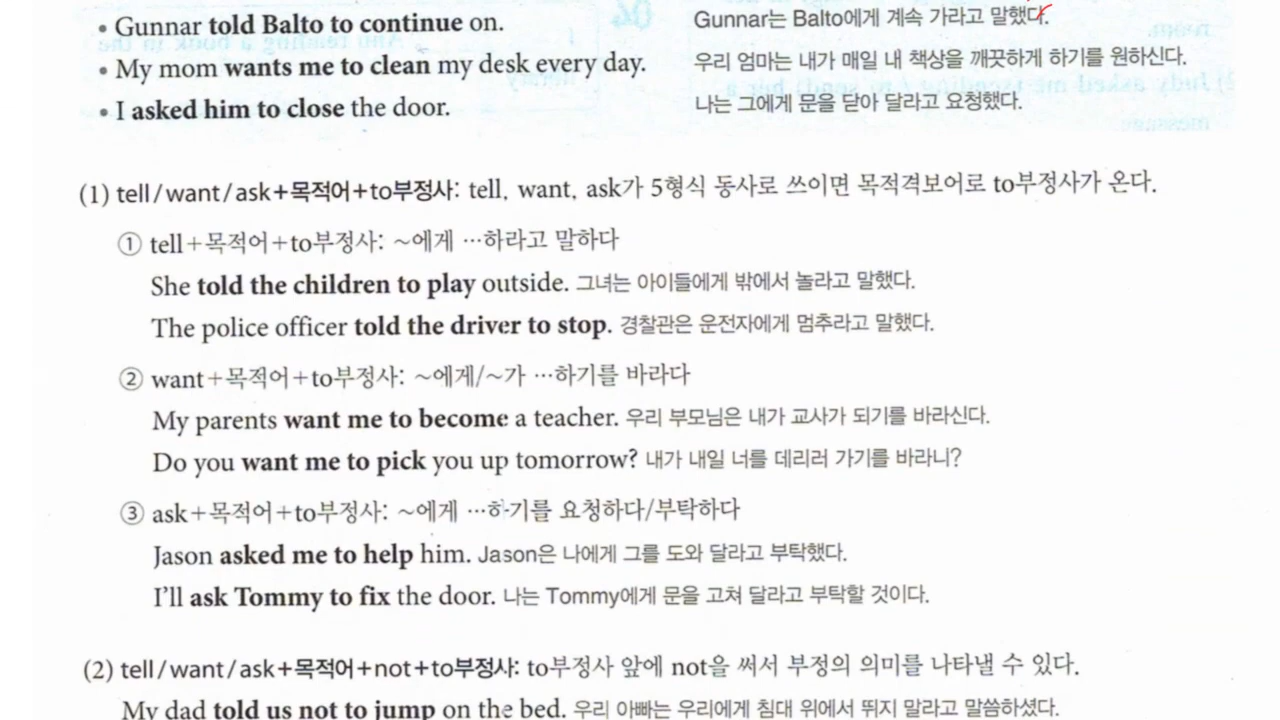 • Gunnar told Balto to continue on. Gunnar는 Balto에게 계속 가라고 말했다.
• My mom wants me to clean my desk every day. 우리 엄마는 내가 매일 내 책상을 깨끗하게 하기를 원하신다.
• I asked him to close the door. 나는 그에게 문을 닫아 달라고 요청했다.
(1) tell/want/ask+목적어+to부정사: tell, want, ask가 5형식 동사로 쓰이면 목적격보어로 to부정사가 온다.
① tell+목적어+to부정사: ~에게 …하라고 말하다
She told the children to play outside. 그녀는 아이들에게 밖에서 놀라고 말했다.
The police officer told the driver to stop. 경찰관은 운전자에게 멈추라고 말했다.
② want+목적어+to부정사: ~에게/~가 …하기를 바라다
My parents want me to become a teacher. 우리 부모님은 내가 교사가 되기를 바라신다.
Do you want me to pick you up tomorrow? 내가 내일 너를 데리러 가기를 바라니?
③ ask+목적어+to부정사: ~에게 …하기를 요청하다/부탁하다
Jason asked me to help him. Jason은 나에게 그를 도와 달라고 부탁했다.
I'll ask Tommy to fix the door. 나는 Tommy에게 문을 고쳐 달라고 부탁할 것이다.
(2) tell/want/ask+목적어+not+to부정사: to부정사 앞에 not을 써서 부정의 의미를 나타낼 수 있다.
My dad told us not to jump on the bed. 우리 아빠는 우리에게 침대 위에서 뛰지 말라고 말씀하셨다.